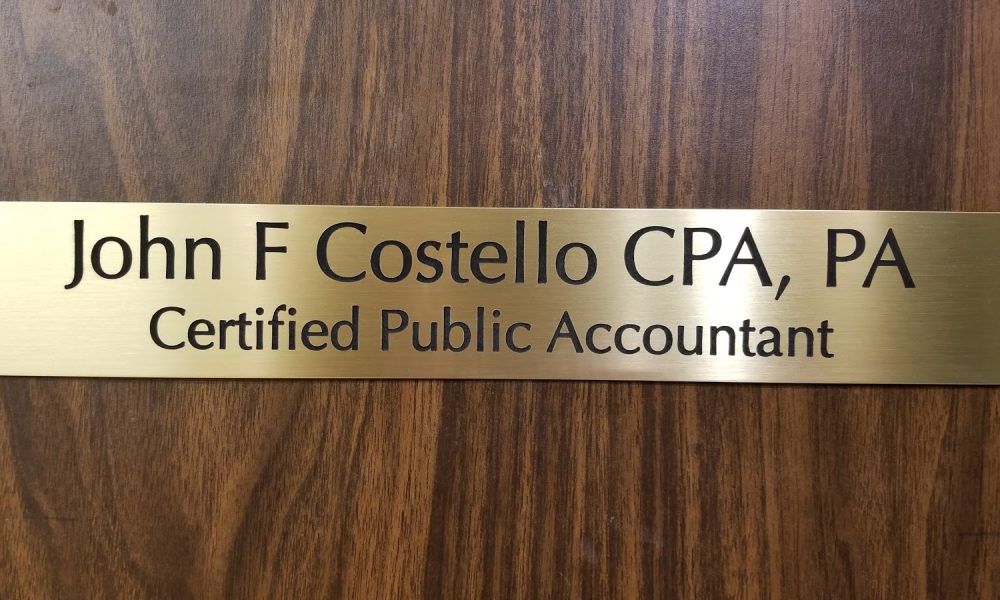 John F Costello CPA, PA
Certified Public Accountant